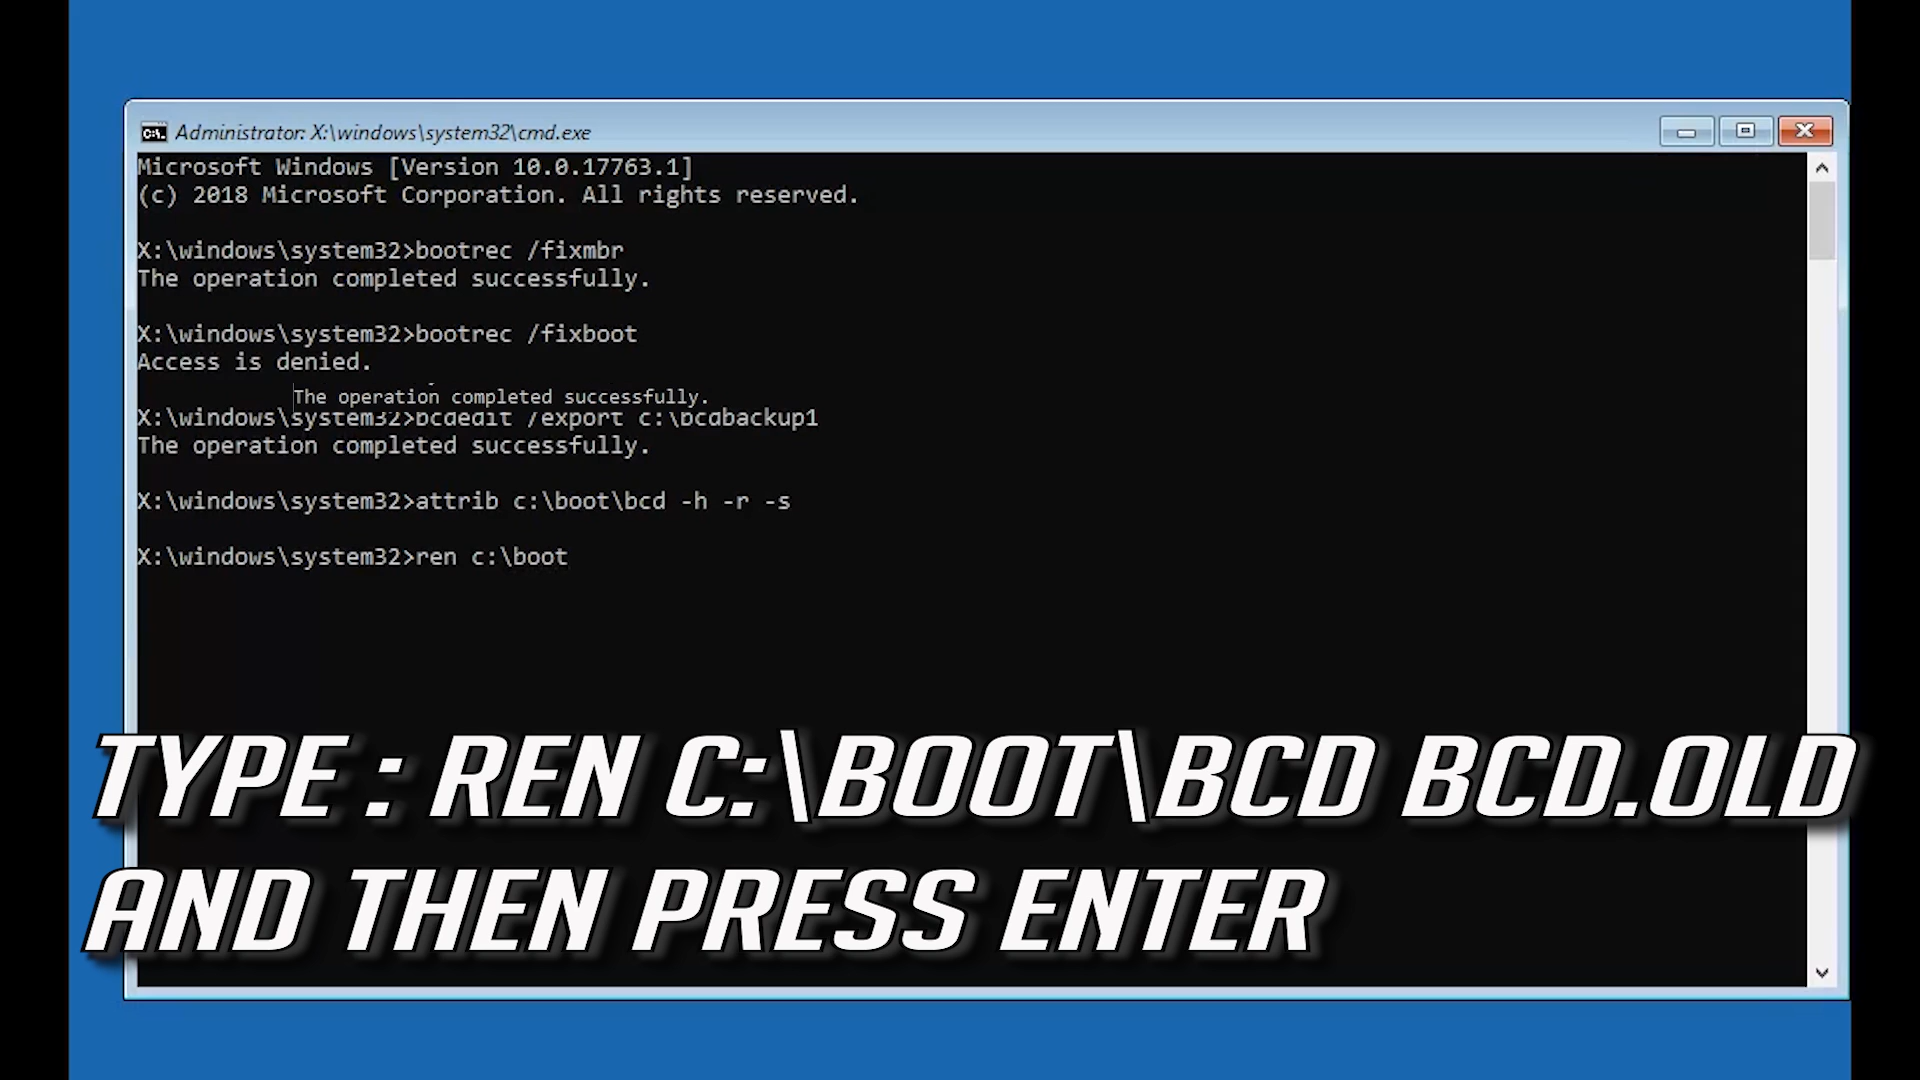 Administrator: X:\windows\system32\cmd.exe
Microsoft Windows [Version 10.0.17763.1]
(c) 2018 Microsoft Corporation. All rights reserved.
X:\windows\system32>bootrec /fixmbr
The operation completed successfully.
X:\windows\system32>bootrec /fixboot
Access is denied.
The operation completed successfully.
X:\windows\system32>bcdedit /export c:\bcdbackup1
The operation completed successfully.
X:\windows\system32>attrib c:\boot\bcd -h -r -s
X:\windows\system32>ren c:\boot
TYPE : REN C:\BOOT\BCD BCD.OLD
AND THEN PRESS ENTER